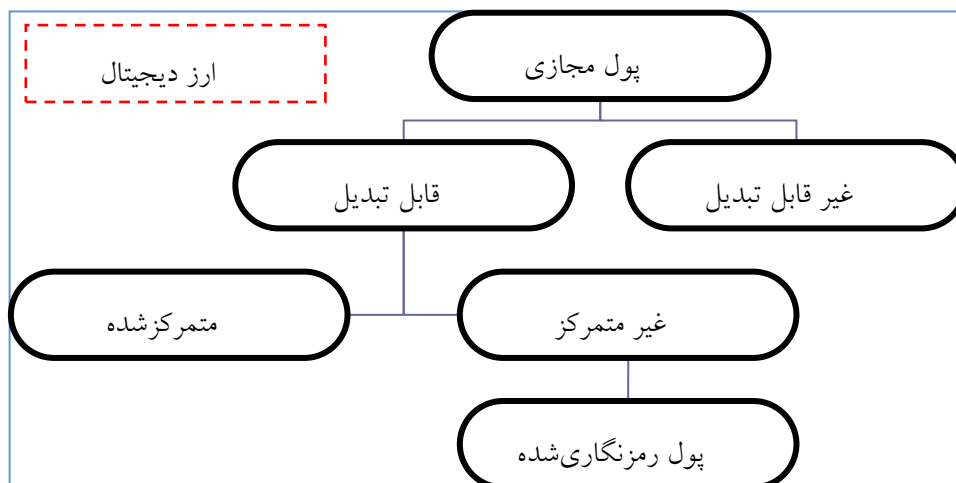 ارز دیجیتال
پول مجازی
غیر قابل تبدیل
قابل تبدیل
غیر متمرکز
متمرکزشده
پول رمزنگاری‌شده